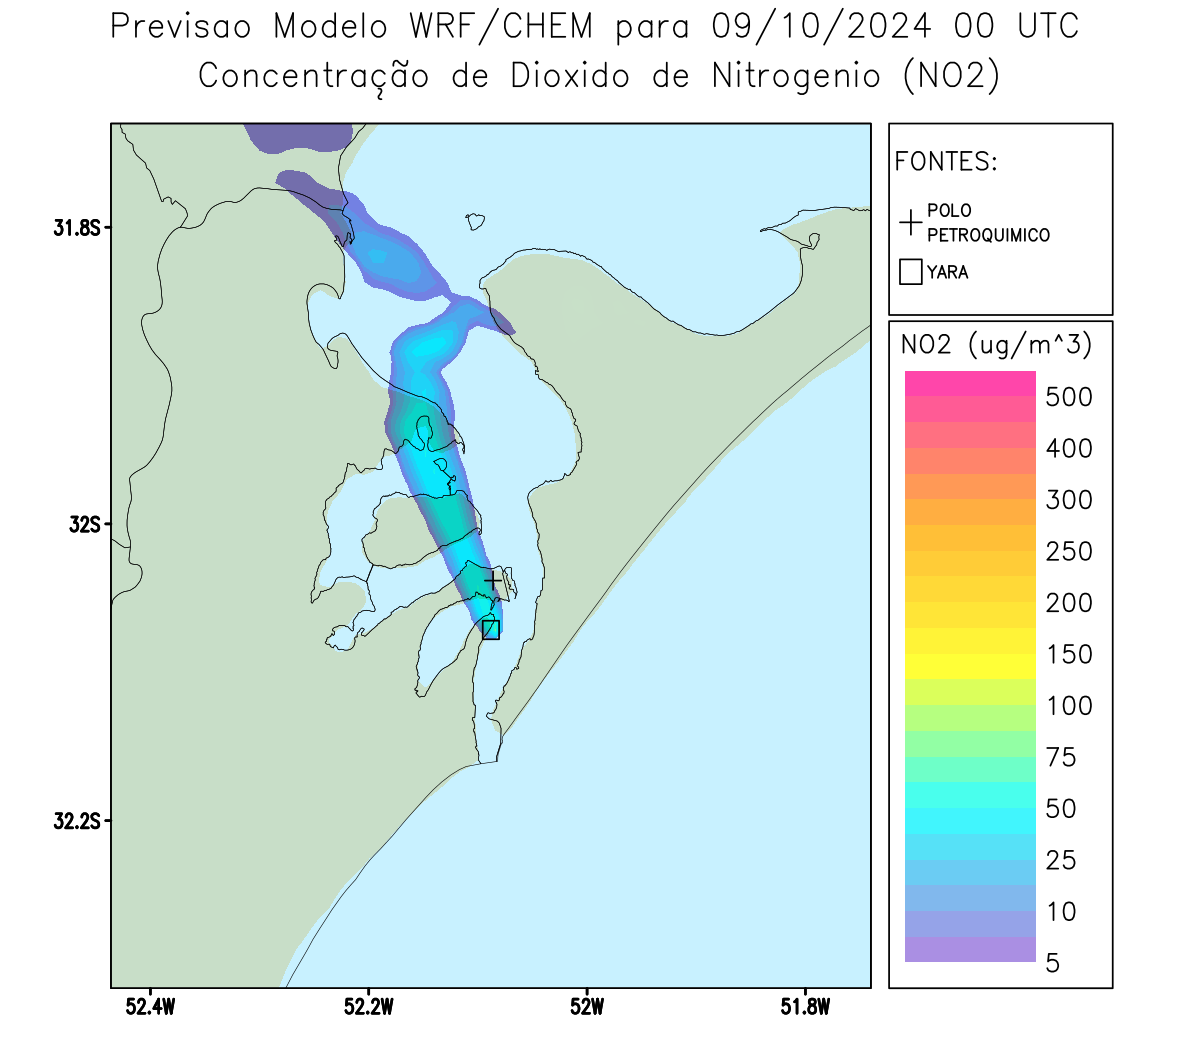 Previsao Modelo WRF/CHEM para 09/10/2024 00 UTC
Concentração de Dioxido de Nitrogenio (NO2)
FONTES:
POLO
PETROQUIMICO
YARA
31.8S
32S
32.2S
52.4W
52.2W
52W
51.8W
NO2 (ug/m^3)
500
400
300
250
200
150
100
75
50
25
10
5